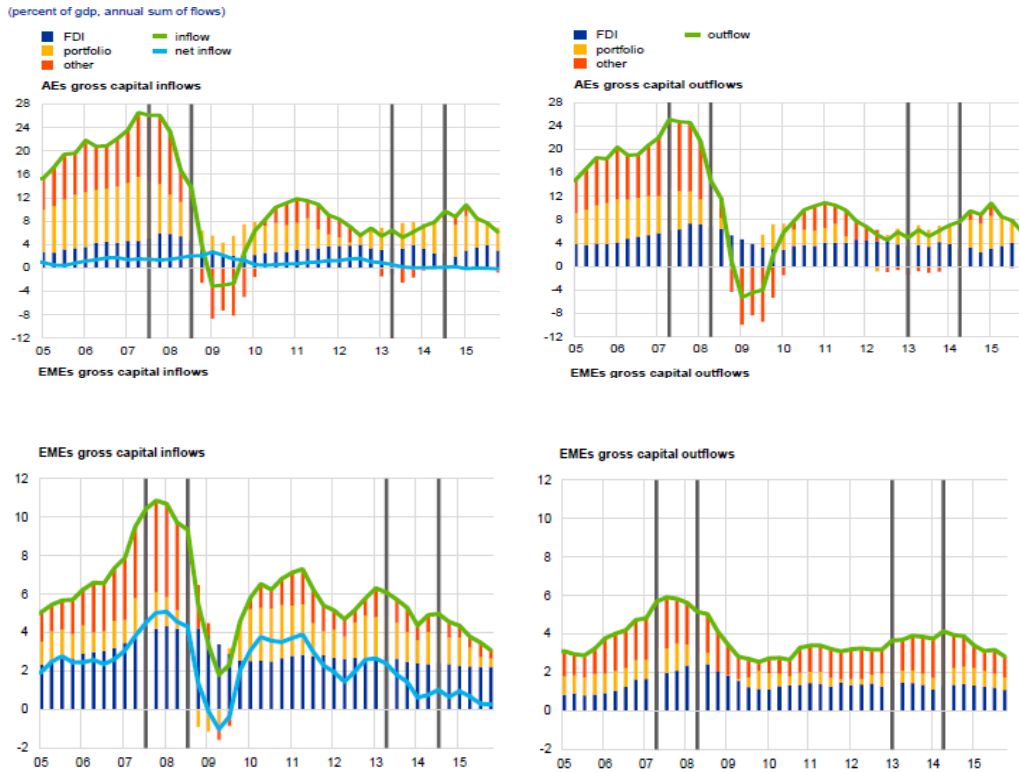 (percent of gdp, annual sum of flows)
FDI inflow
portfolio net inflow
other
AEs gross capital inflows
28
24
20
16
12
8
4
0
-4
-8
-12
05 06 07 08 09 10 11 12 13 14 15
EMEs gross capital inflows
FDI outflow
portfolio
other
AEs gross capital outflows
28
24
20
16
12
8
4
0
-4
-8
-12
05 06 07 08 09 10 11 12 13 14 15
EMEs gross capital outflows
EMEs gross capital inflows
12
10
8
6
4
2
0
-2
05 06 07 08 09 10 11 12 13 14 15
EMEs gross capital outflows
12
10
8
6
4
2
0
-2
05 06 07 08 09 10 11 12 13 14 15